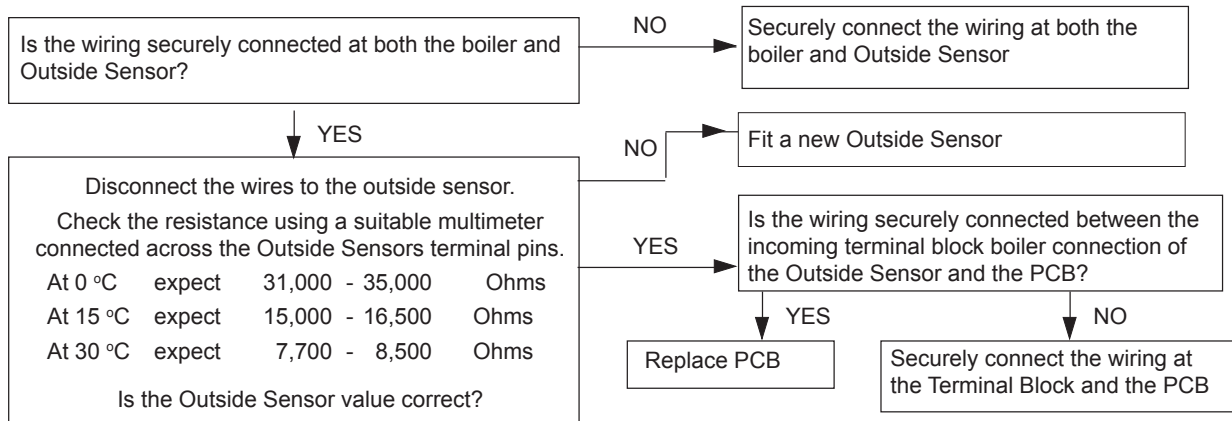 Is the wiring securely connected at both the boiler and
Outside Sensor?
NO
Securely connect the wiring at both the
boiler and Outside Sensor
YES
Disconnect the wires to the outside sensor.
Check the resistance using a suitable multimeter
connected across the Outside Sensors terminal pins.
At 0 °C expect 31,000 - 35,000 Ohms
At 15 °C expect 15,000 - 16,500 Ohms
At 30 °C expect 7,700 - 8,500 Ohms
Is the Outside Sensor value correct?
NO
Fit a new Outside Sensor
YES
Is the wiring securely connected between the
incoming terminal block boiler connection of
the Outside Sensor and the PCB?
YES
Replace PCB
NO
Securely connect the wiring at
the Terminal Block and the PCB